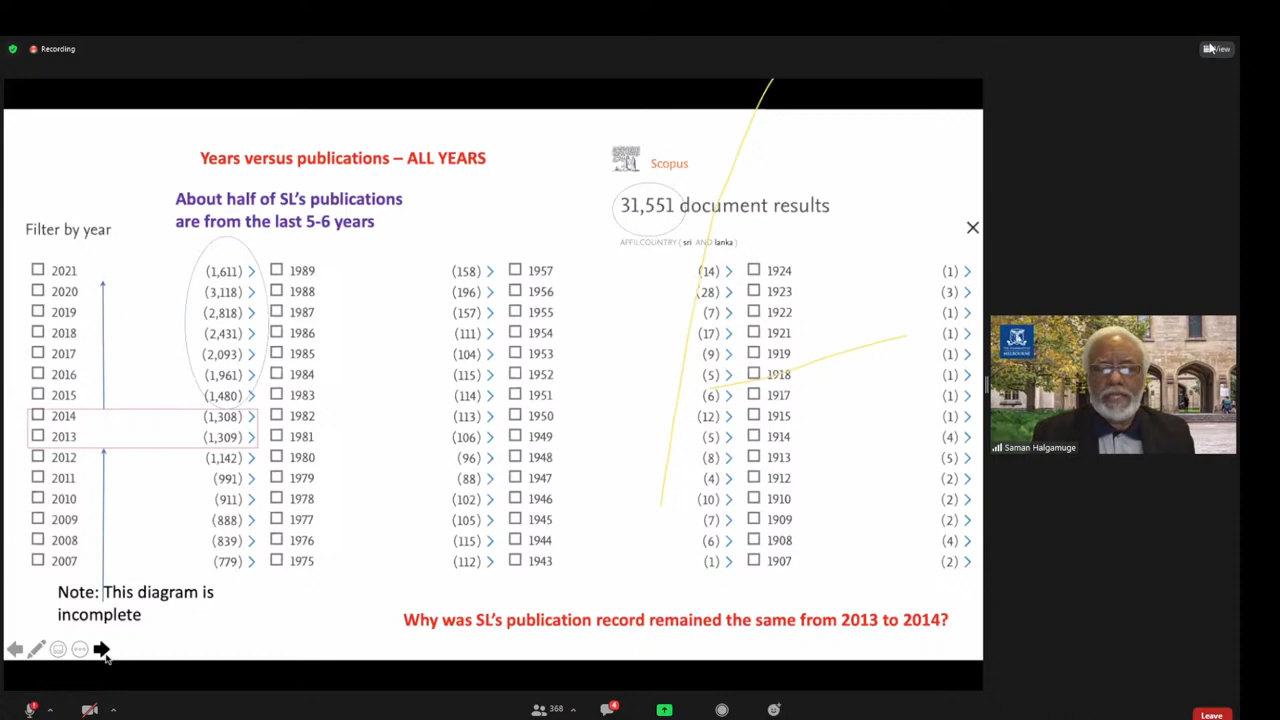 Recording
View
Years versus publications – ALL YEARS
Scopus
About half of SL's publications
are from the last 5-6 years
31,551 document results
AFFILCOUNTRY ( sri AND lanka )
Filter by year
2021 (1,611) 1989 (158) 1957 (14) 1924 (1)
2020 (3,118) 1988 (196) 1956 (28) 1923 (3)
2019 (2,818) 1987 (157) 1955 (7) 1922 (1)
2018 (2,431) 1986 (111) 1954 (17) 1921 (1)
2017 (2,093) 1985 (104) 1953 (9) 1919 (1)
2016 (1,961) 1984 (115) 1952 (5) 1918 (1)
2015 (1,480) 1983 (114) 1951 (6) 1917 (1)
2014 (1,308) 1982 (113) 1950 (12) 1915 (1)
2013 (1,309) 1981 (106) 1949 (5) 1914 (4)
2012 (1,142) 1980 (96) 1948 (8) 1913 (5)
2011 (991) 1979 (88) 1947 (4) 1912 (2)
2010 (911) 1978 (102) 1946 (10) 1910 (2)
2009 (888) 1977 (105) 1945 (7) 1909 (2)
2008 (839) 1976 (115) 1944 (6) 1908 (4)
2007 (779) 1975 (112) 1943 (1) 1907 (2)
Note: This diagram is
incomplete
Why was SL's publication record remained the same from 2013 to 2014?
MELBOURNE
Saman Halgamuge
368
4
Leave